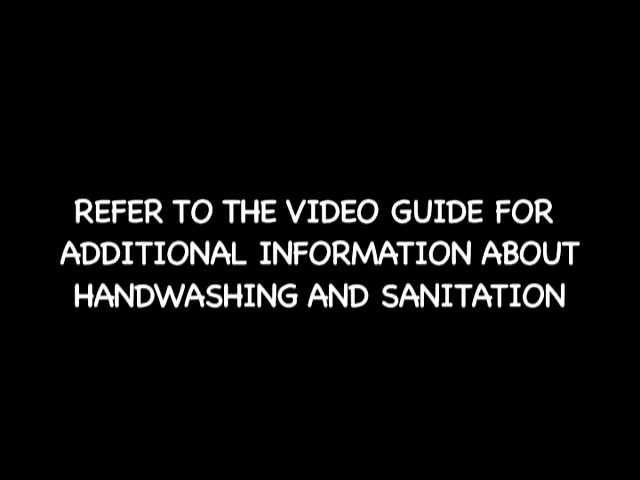 REFER TO THE VIDEO GUIDE FOR
ADDITIONAL INFORMATION ABOUT
HANDWASHING AND SANITATION